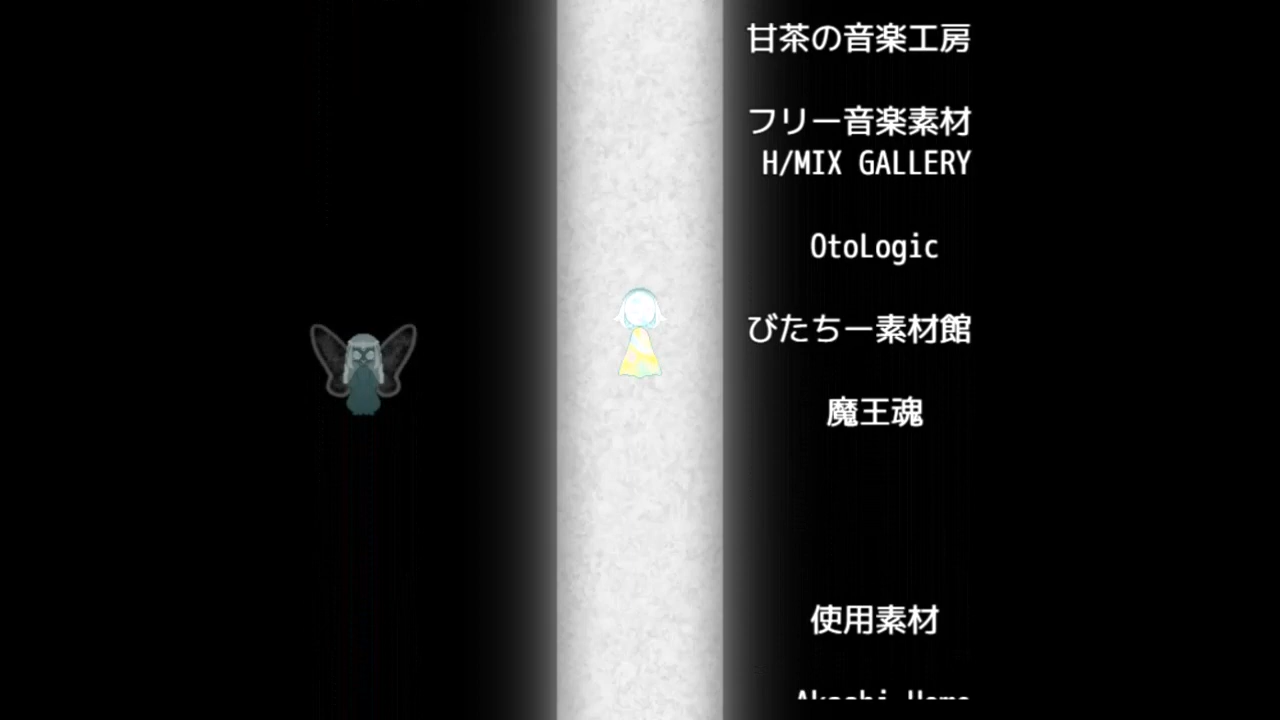 甘茶の音楽工房
フリー音楽素材
H/MIX GALLERY
OtoLogic
びたちー素材館
魔王魂
使用素材